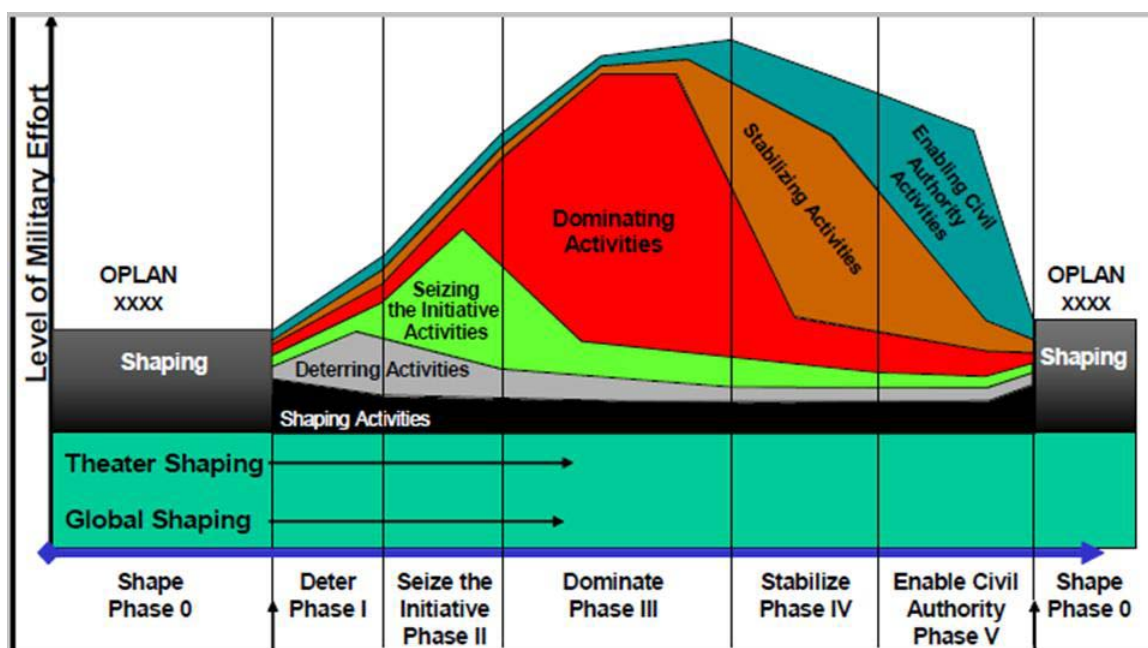 Level of Military Effort
OPLAN
xxxx
Shaping
Seizing
the Initiative
Activities
Deterring Activities
Shaping Activities
Dominating
Activities
Stabilizing Activities
Enabling Civil
Authority
Activities
OPLAN
xxxx
Shaping
Theater Shaping
Global Shaping
Shape
Phase 0
Deter
Phase I
Seize the
Initiative
Phase II
Dominate
Phase III
Stabilize
Phase IV
Enable Civil
Authority
Phase V
Shape
Phase 0